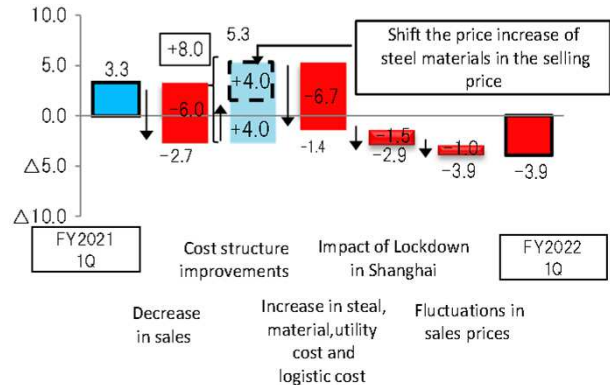 10.0
+8.0
5.3
Shift the price increase of
steel materials in the selling
price
5.0
3.3
+4.0
-6.0
-6.7
0.0
+4.0
-2.7
-1.4
-1.5
-2.9
-1.0
-3.9
-3.9
△5.0
△10.0
FY2021
1Q
Cost structure
improvements
Impact of Lockdown
in Shanghai
FY2022
1Q
Decrease
in sales
Increase in steal,
material,utility
cost and
logistic cost
Fluctuations in
sales prices